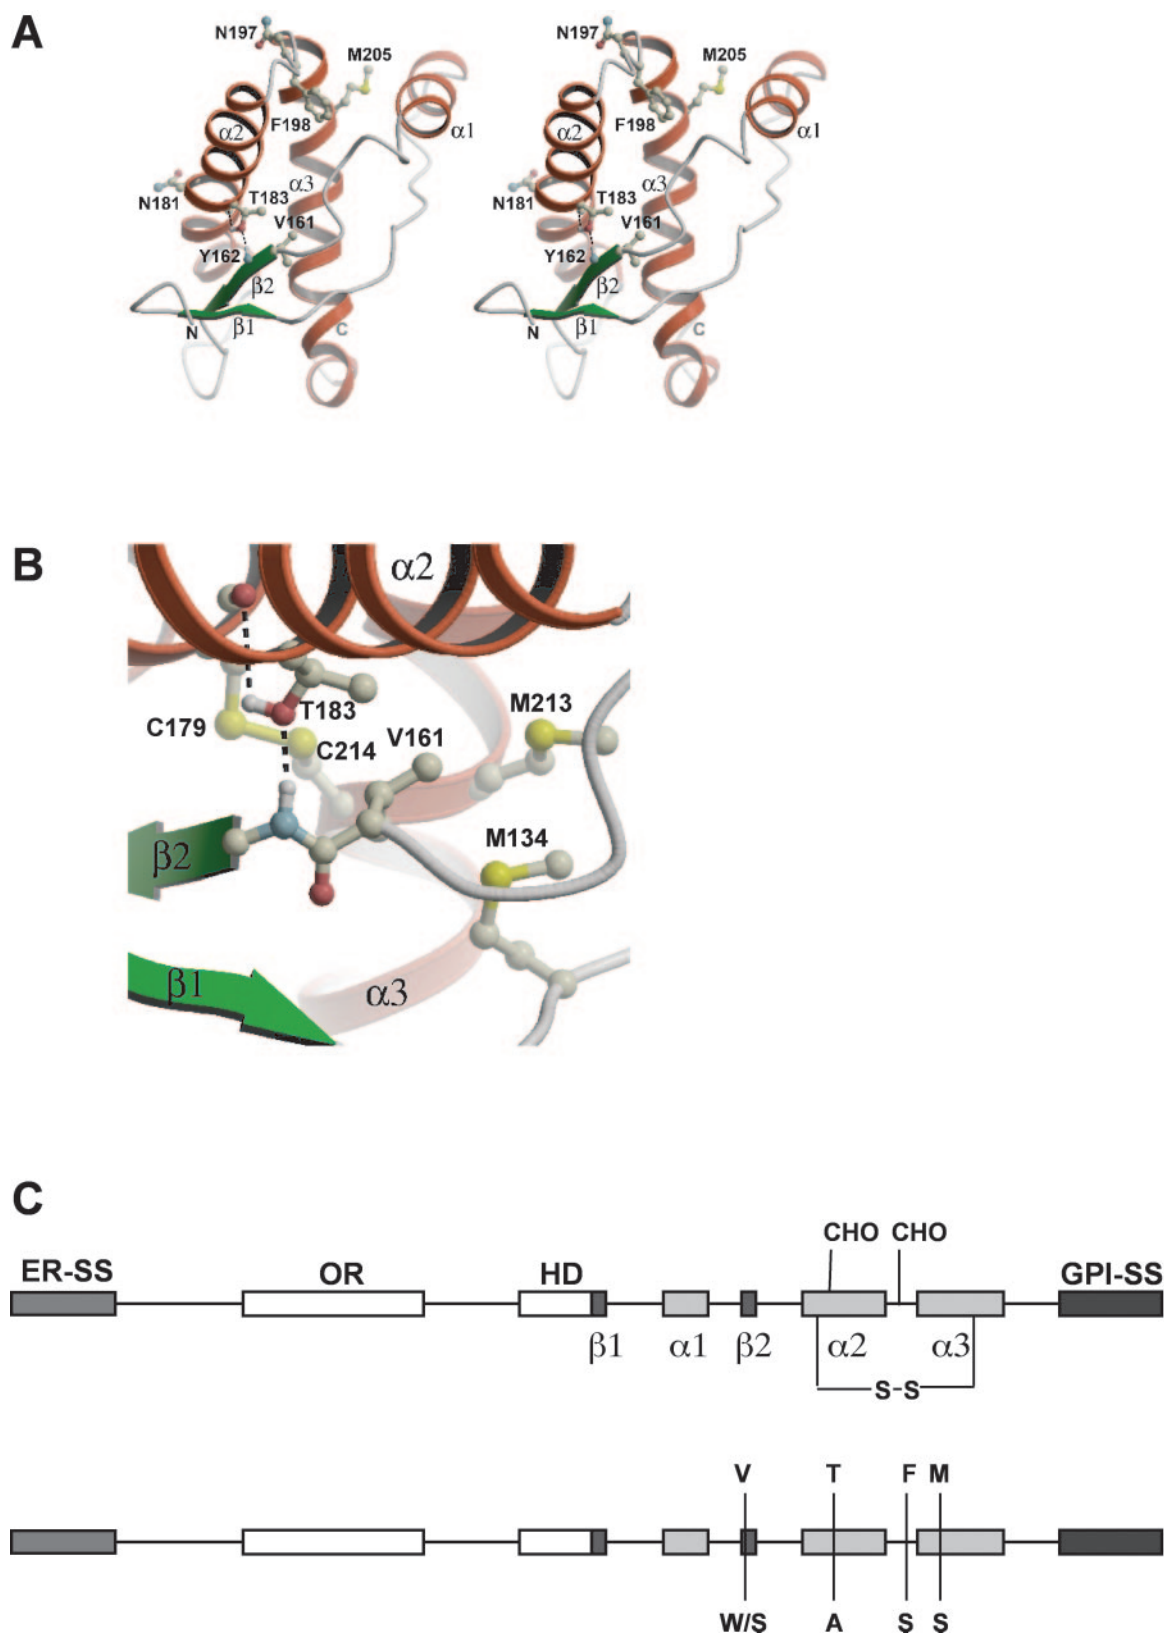 A
N197
M205
α2
F198
α1
N181
α3
T183
V161
Y162
β2
N
β1
C
N197
M205
α2
F198
α1
N181
α3
T183
V161
Y162
β2
N
β1
C
B
α2
C179
T183
M213
C214
V161
β2
M134
β1
α3
C
CHO CHO
ER-SS OR HD GPI-SS
β1 α1 β2 α2 α3
S-S
V T F M
W/S A S S